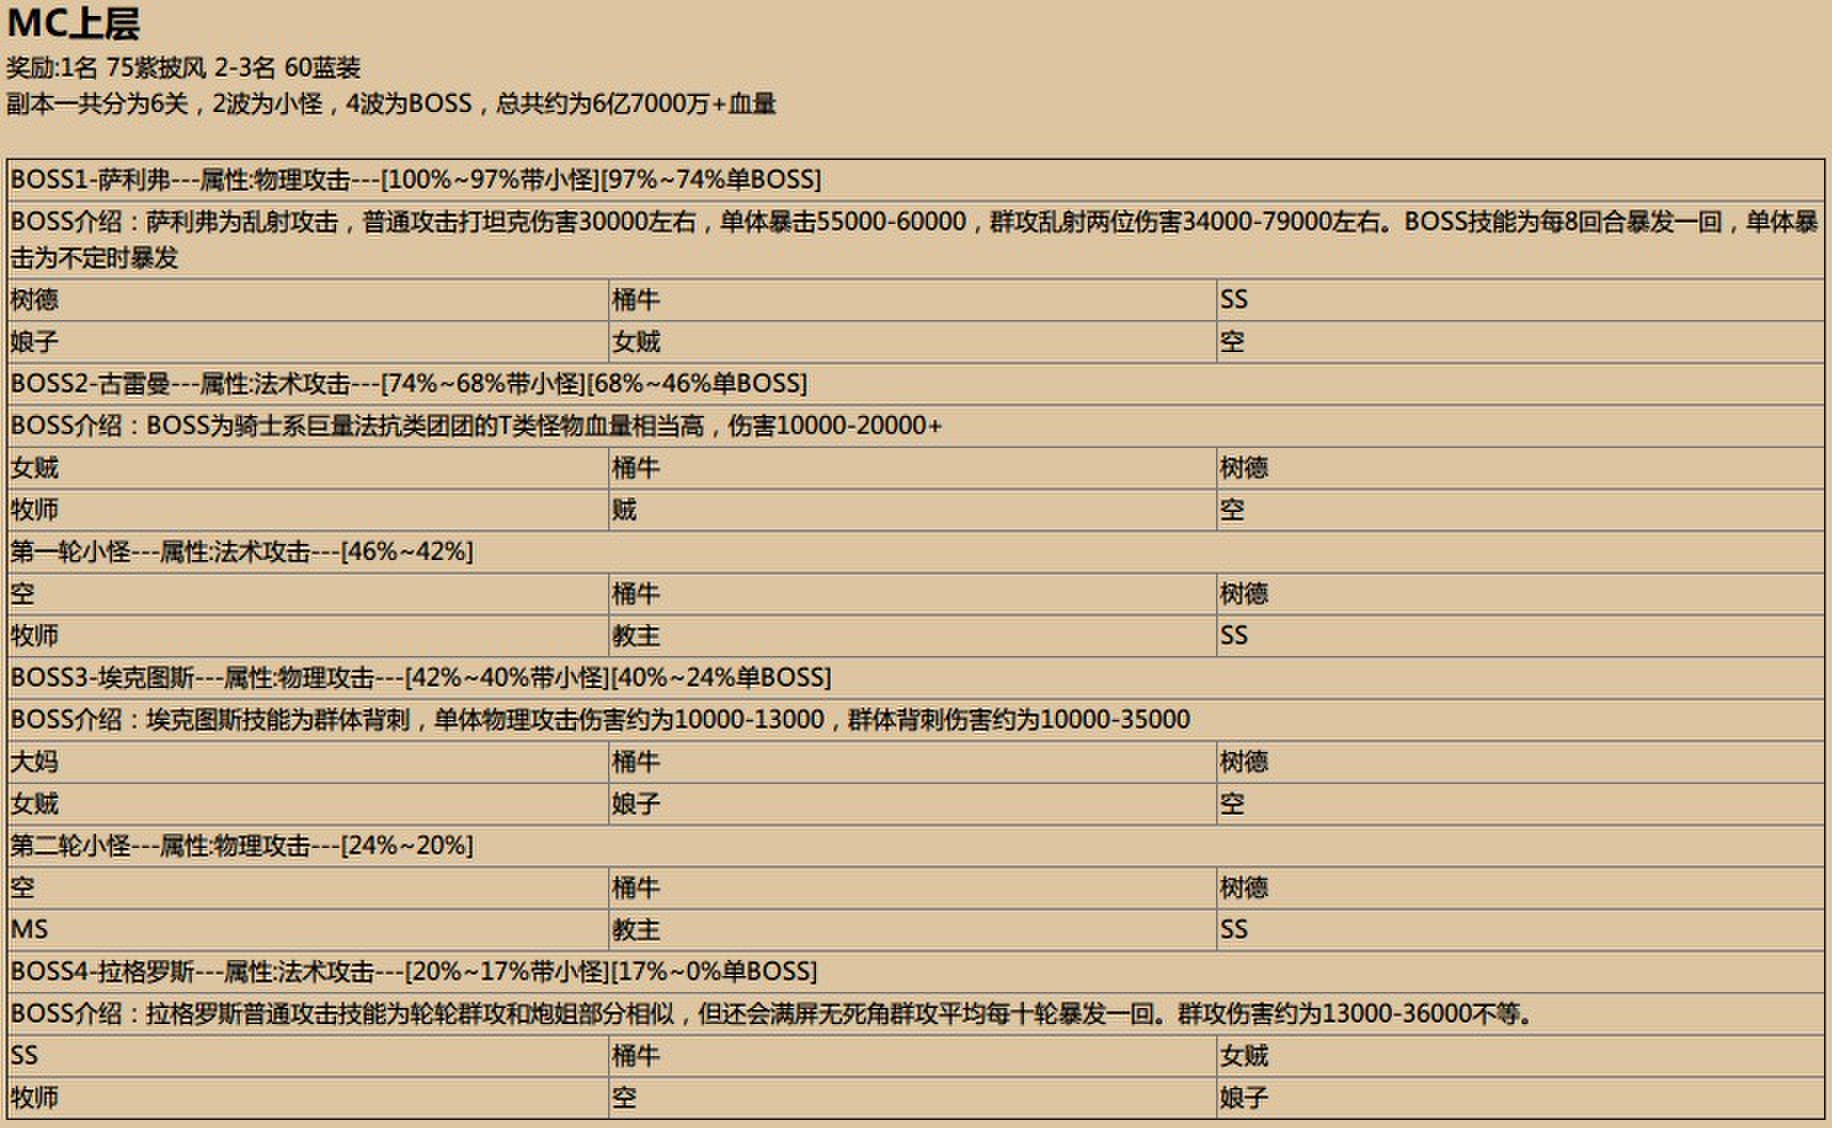 MC上层
奖励:1名 75紫披风 2-3名 60蓝装
副本一共分为6关，2波为小怪，4波为BOSS，总共约为6亿7000万+血量
BOSS1-萨利弗---属性:物理攻击---[100%~97%带小怪][97%~74%单BOSS]
BOSS介绍：萨利弗为乱射攻击，普通攻击打坦克伤害30000左右，单体暴击55000-60000，群攻乱射两位伤害34000-79000左右。BOSS技能为每8回合暴发一回，单体暴
击为不定时暴发
树德 桶牛 SS
娘子 女贼 空
BOSS2-古雷曼---属性:法术攻击---[74%~68%带小怪][68%~46%单BOSS]
BOSS介绍：BOSS为骑士系巨量法抗类团团的T类怪物血量相当高，伤害10000-20000+
女贼 桶牛 树德
牧师 贼 空
第一轮小怪---属性:法术攻击---[46%~42%]
空 桶牛 树德
牧师 教主 SS
BOSS3-埃克图斯---属性:物理攻击---[42%~40%带小怪][40%~24%单BOSS]
BOSS介绍：埃克图斯技能为群体背刺，单体物理攻击伤害约为10000-13000，群体背刺伤害约为10000-35000
大妈 桶牛 树德
女贼 娘子 空
第二轮小怪---属性:物理攻击---[24%~20%]
空 桶牛 树德
MS 教主 SS
BOSS4-拉格罗斯---属性:法术攻击---[20%~17%带小怪][17%~0%单BOSS]
BOSS介绍：拉格罗斯普通攻击技能为轮轮群攻和炮姐部分相似，但还会满屏无死角群攻平均每十轮暴发一回。群攻伤害约为13000-36000不等。
SS 桶牛 女贼
牧师 空 娘子